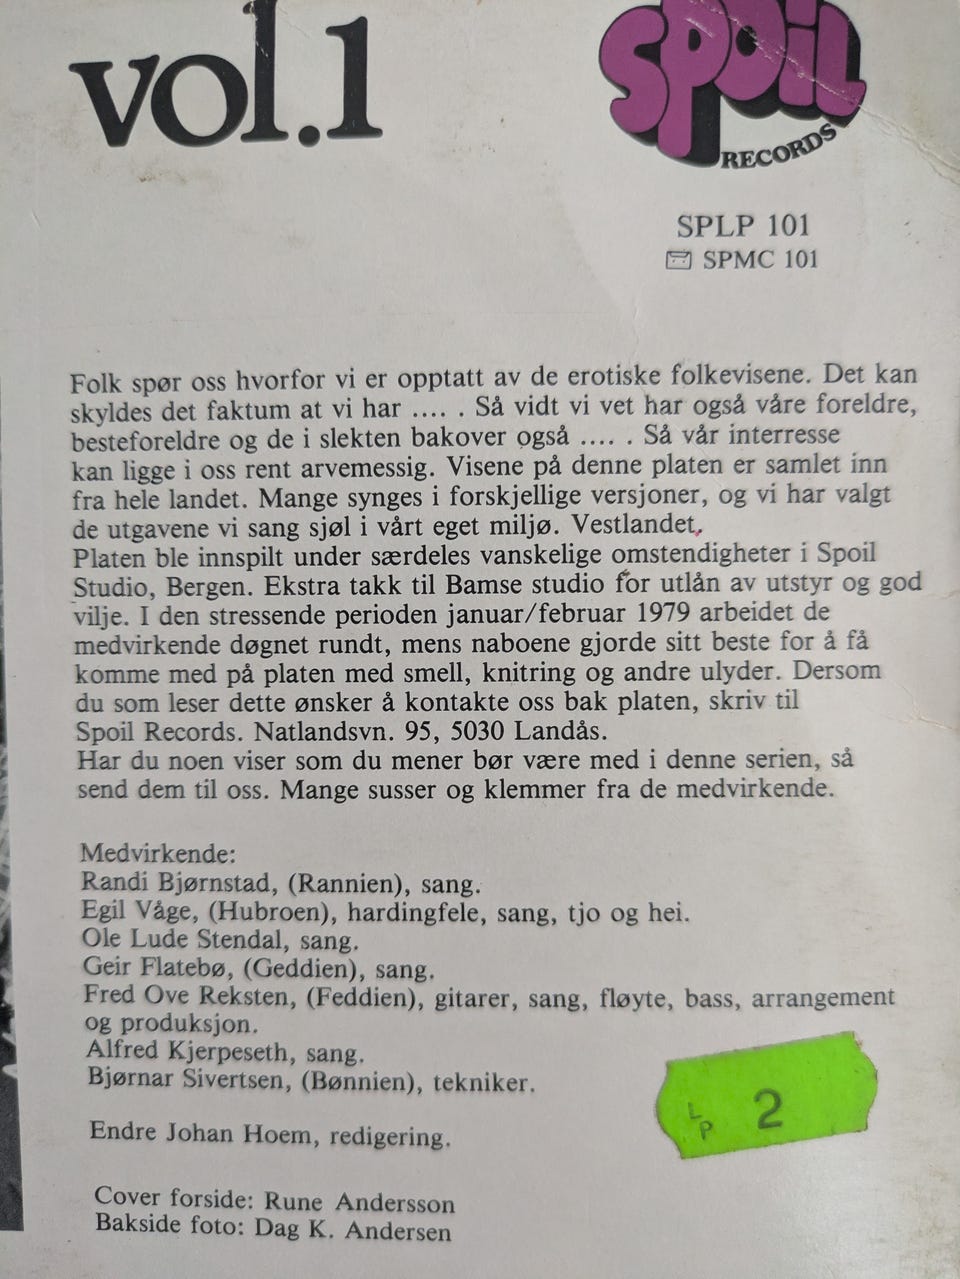 vol.1
spoil
RECORDS
SPLP 101
SPMC 101
Folk spør oss hvorfor vi er opptatt av de erotiske folkevisene. Det kan
skyldes det faktum at vi har .... . Så vidt vi vet har også våre foreldre,
besteforeldre og de i slekten bakover også .... . Så vår interresse
kan ligge i oss rent arvemessig. Visene på denne platen er samlet inn
fra hele landet. Mange synges i forskjellige versjoner, og vi har valgt
de utgavene vi sang sjøl i vårt eget miljø. Vestlandet.
Platen ble innspilt under særdeles vanskelige omstendigheter i Spoil
Studio, Bergen. Ekstra takk til Bamse studio for utlån av utstyr og god
vilje. I den stressende perioden januar/februar 1979 arbeidet de
medvirkende døgnet rundt, mens naboene gjorde sitt beste for å få
komme med på platen med smell, knitring og andre ulyder. Dersom
du som leser dette ønsker å kontakte oss bak platen, skriv til
Spoil Records. Natlandsvn. 95, 5030 Landås.
Har du noen viser som du mener bør være med i denne serien, så
send dem til oss. Mange susser og klemmer fra de medvirkende.
Medvirkende:
Randi Bjørnstad, (Rannien), sang.
Egil Våge, (Hubroen), hardingfele, sang, tjo og hei.
Ole Lude Stendal, sang.
Geir Flatebø, (Geddien), sang.
Fred Ove Reksten, (Feddien), gitarer, sang, fløyte, bass, arrangement
og produksjon.
Alfred Kjerpeseth, sang.
Bjørnar Sivertsen, (Bønnien), tekniker.
Endre Johan Hoem, redigering.
LP 2
Cover forside: Rune Andersson
Bakside foto: Dag K. Andersen